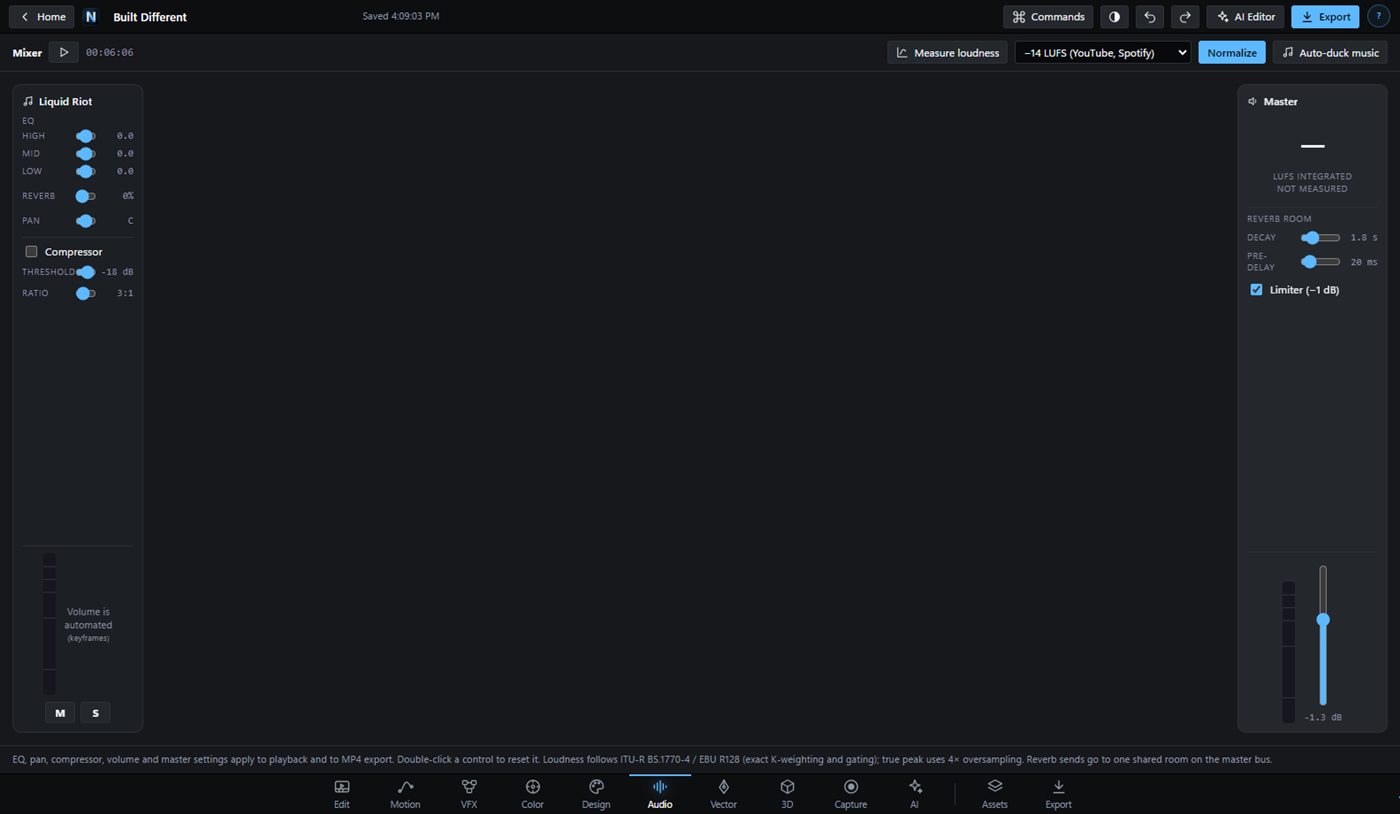 Home
N
Built Different
Saved 4:09:03 PM
Commands
AI Editor
Export
?
Mixer
00:06:06
Measure loudness
−14 LUFS (YouTube, Spotify)
Normalize
Auto-duck music
Liquid Riot
EQ
HIGH 0.0
MID 0.0
LOW 0.0
REVERB 0%
PAN C
Compressor
THRESHOLD -18 dB
RATIO 3:1
Volume is
automated
(keyframes)
M S
Master
—
LUFS INTEGRATED
NOT MEASURED
REVERB ROOM
DECAY 1.8 s
PRE-
DELAY 20 ms
Limiter (−1 dB)
-1.3 dB
EQ, pan, compressor, volume and master settings apply to playback and to MP4 export. Double-click a control to reset it. Loudness follows ITU-R BS.1770-4 / EBU R128 (exact K-weighting and gating); true peak uses 4× oversampling. Reverb sends go to one shared room on the master bus.
Edit
Motion
VFX
Color
Design
Audio
Vector
3D
Capture
AI
Assets
Export